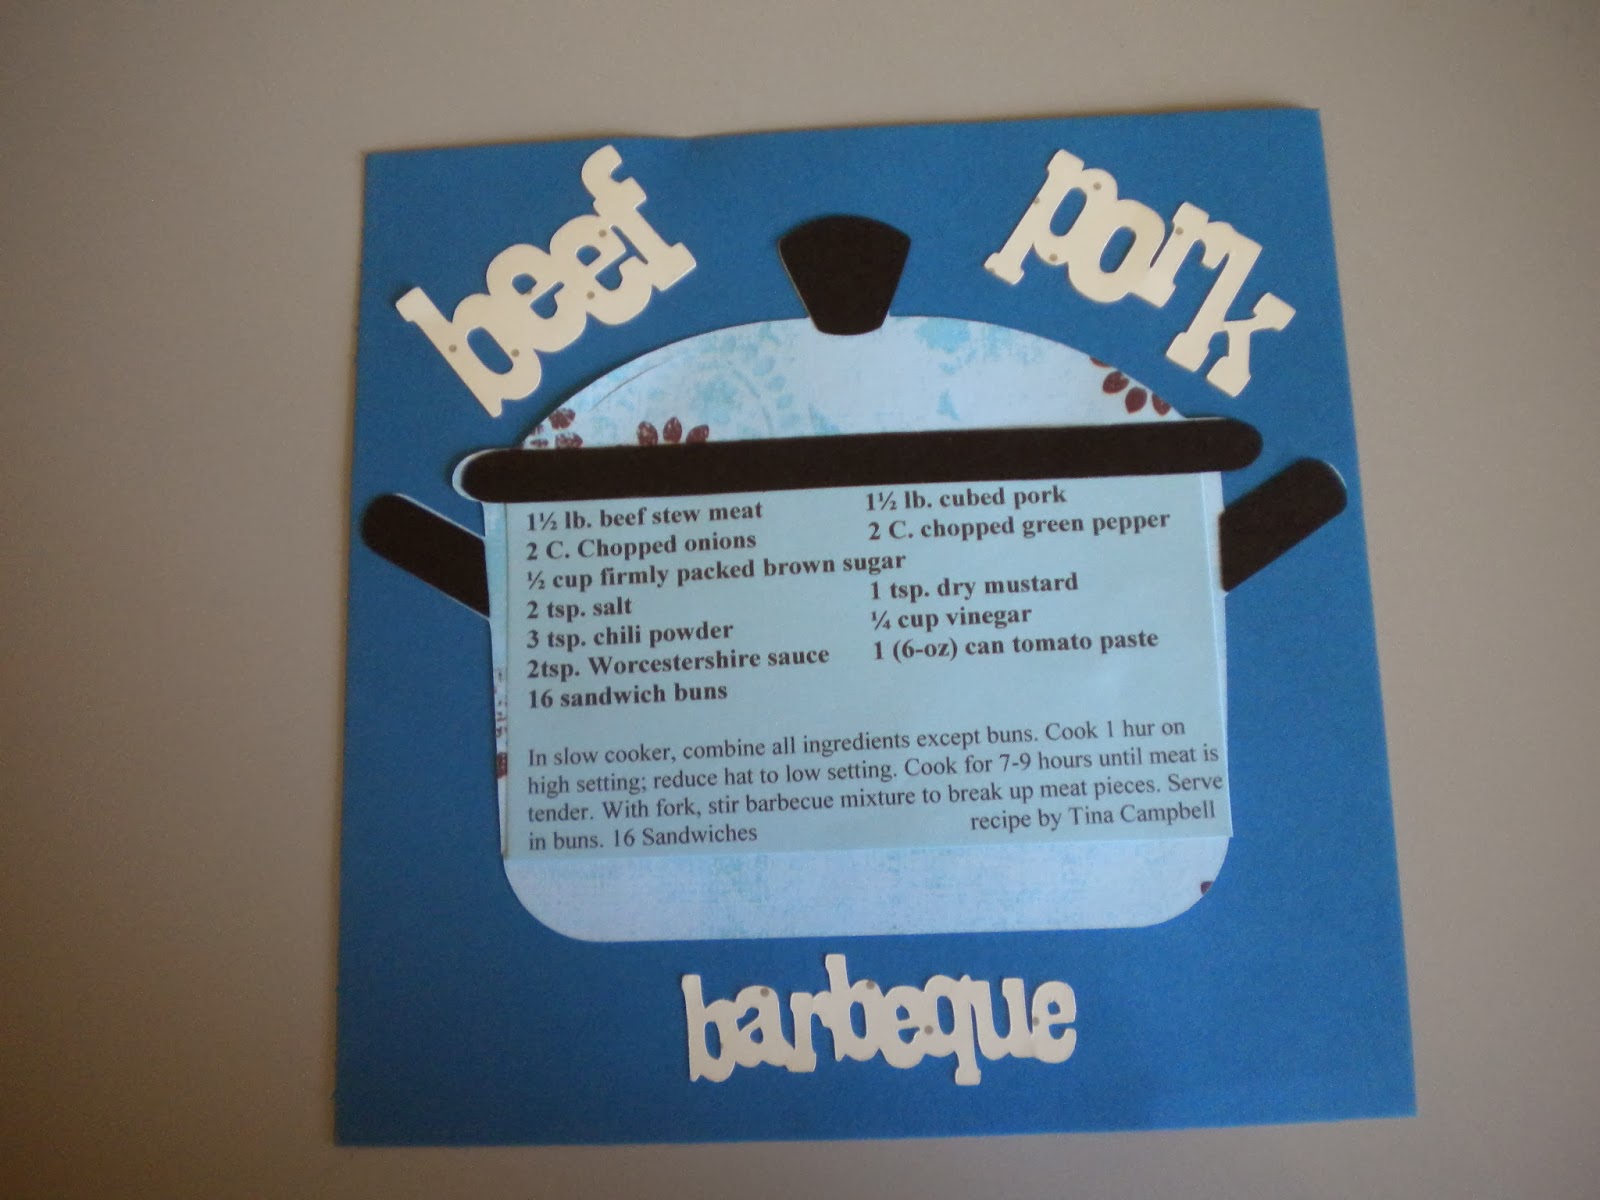 beef
pork
1½ lb. beef stew meat 1½ lb. cubed pork
2 C. Chopped onions 2 C. chopped green pepper
½ cup firmly packed brown sugar
2 tsp. salt 1 tsp. dry mustard
3 tsp. chili powder ¼ cup vinegar
2tsp. Worcestershire sauce 1 (6-oz) can tomato paste
16 sandwich buns
In slow cooker, combine all ingredients except buns. Cook 1 hur on
high setting; reduce hat to low setting. Cook for 7-9 hours until meat is
tender. With fork, stir barbecue mixture to break up meat pieces. Serve
in buns. 16 Sandwiches recipe by Tina Campbell
barbeque